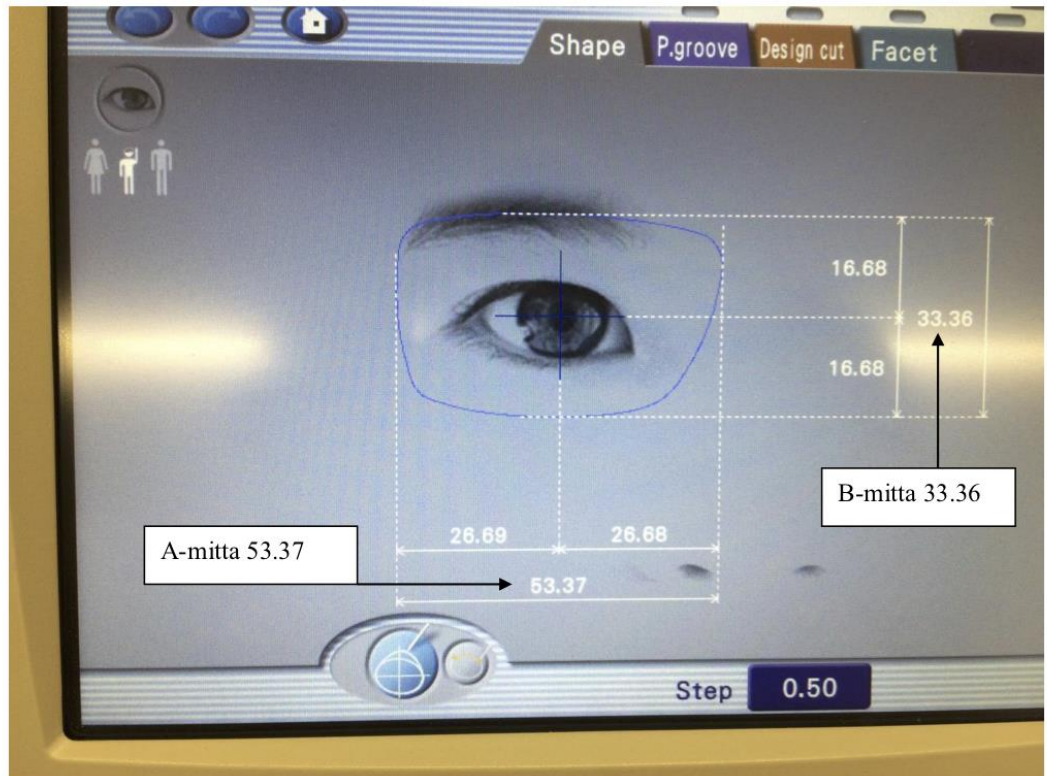 Shape P.groove Design cut Facet
16.68
33.36
16.68
B-mitta 33.36
26.69 26.68
A-mitta 53.37
53.37
Step 0.50